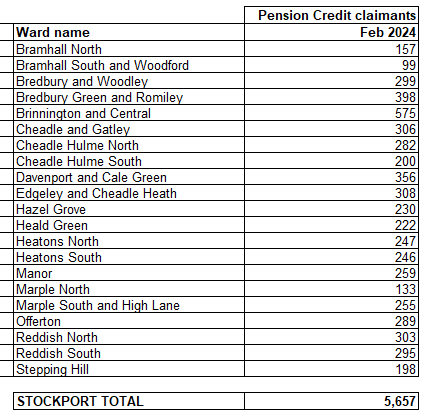 Pension Credit claimants
Ward name Feb 2024
Bramhall North 157
Bramhall South and Woodford 99
Bredbury and Woodley 299
Bredbury Green and Romiley 398
Brinnington and Central 575
Cheadle and Gatley 306
Cheadle Hulme North 282
Cheadle Hulme South 200
Davenport and Cale Green 356
Edgeley and Cheadle Heath 308
Hazel Grove 230
Heald Green 222
Heatons North 247
Heatons South 246
Manor 259
Marple North 133
Marple South and High Lane 255
Offerton 289
Reddish North 303
Reddish South 295
Stepping Hill 198
STOCKPORT TOTAL 5,657